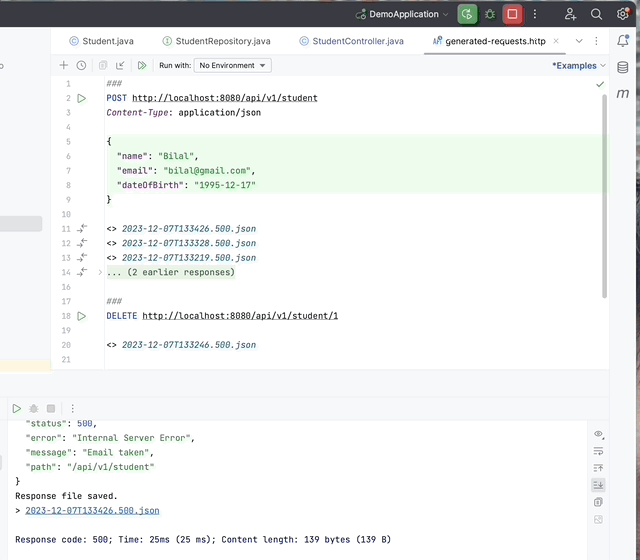 DemoApplication
Student.java
StudentRepository.java
StudentController.java
generated-requests.http
Run with:
No Environment
*Examples
1 ###
2 POST http://localhost:8080/api/v1/student
3 Content-Type: application/json
4
5 {
6 "name": "Bilal",
7 "email": "bilal@gmail.com",
8 "dateOfBirth": "1995-12-17"
9 }
10
11 <> 2023-12-07T133426.500.json
12 <> 2023-12-07T133328.500.json
13 <> 2023-12-07T133219.500.json
14 ... (2 earlier responses)
16
17 ###
18 DELETE http://localhost:8080/api/v1/student/1
19
20 <> 2023-12-07T133246.500.json
21
"status": 500,
"error": "Internal Server Error",
"message": "Email taken",
"path": "/api/v1/student"
}
Response file saved.
> 2023-12-07T133426.500.json
Response code: 500; Time: 25ms (25 ms); Content length: 139 bytes (139 B)